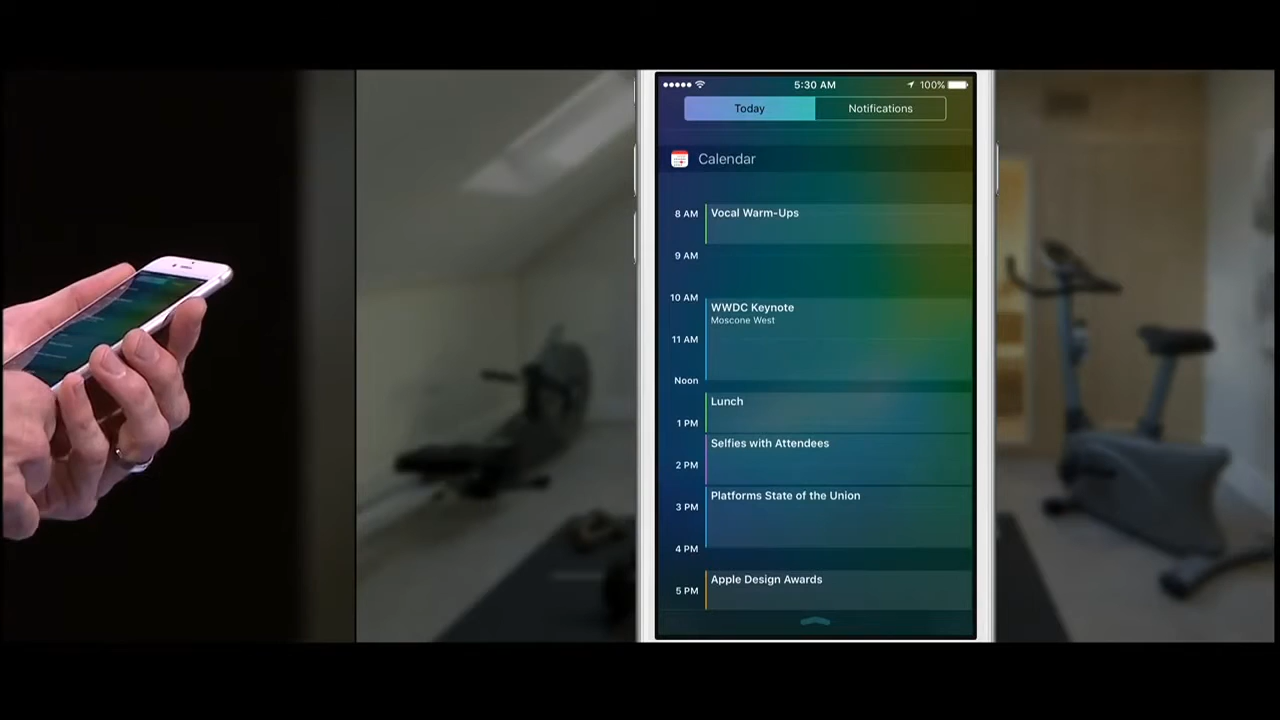 5:30 AM
100%
Today
Notifications
Calendar
8 AM
Vocal Warm-Ups
9 AM
10 AM
WWDC Keynote
Moscone West
11 AM
Noon
Lunch
1 PM
Selfies with Attendees
2 PM
Platforms State of the Union
3 PM
4 PM
Apple Design Awards
5 PM